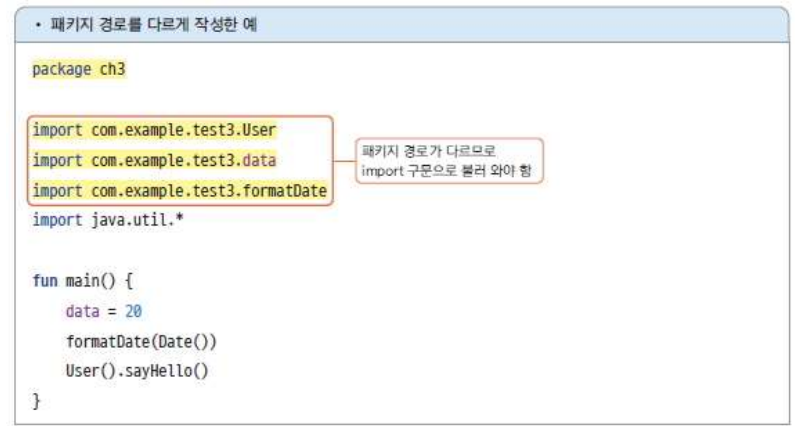 • 패키지 경로를 다르게 작성한 예
package ch3
import com.example.test3.User
import com.example.test3.data
import com.example.test3.formatDate
패키지 경로가 다르므로
import 구문으로 불러 와야 함
import java.util.*
fun main() {
    data = 20
    formatDate(Date())
    User().sayHello()
}